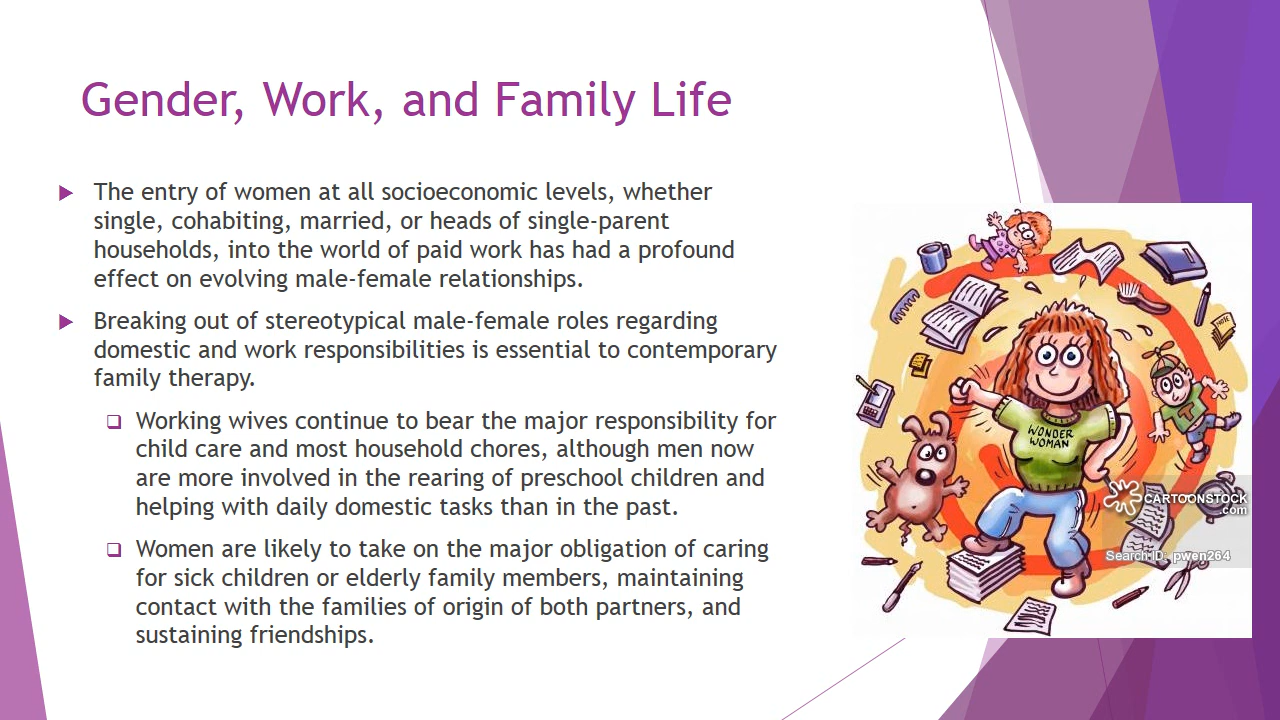 Gender, Work, and Family Life
The entry of women at all socioeconomic levels, whether
single, cohabiting, married, or heads of single-parent
households, into the world of paid work has had a profound
effect on evolving male-female relationships.
Breaking out of stereotypical male-female roles regarding
domestic and work responsibilities is essential to contemporary
family therapy.
Working wives continue to bear the major responsibility for
child care and most household chores, although men now
are more involved in the rearing of preschool children and
helping with daily domestic tasks than in the past.
Women are likely to take on the major obligation of caring
for sick children or elderly family members, maintaining
contact with the families of origin of both partners, and
sustaining friendships.
NOTE
T
WONDER
WOMAN
CARTOONSTOCK
.com
Search ID: pwen264